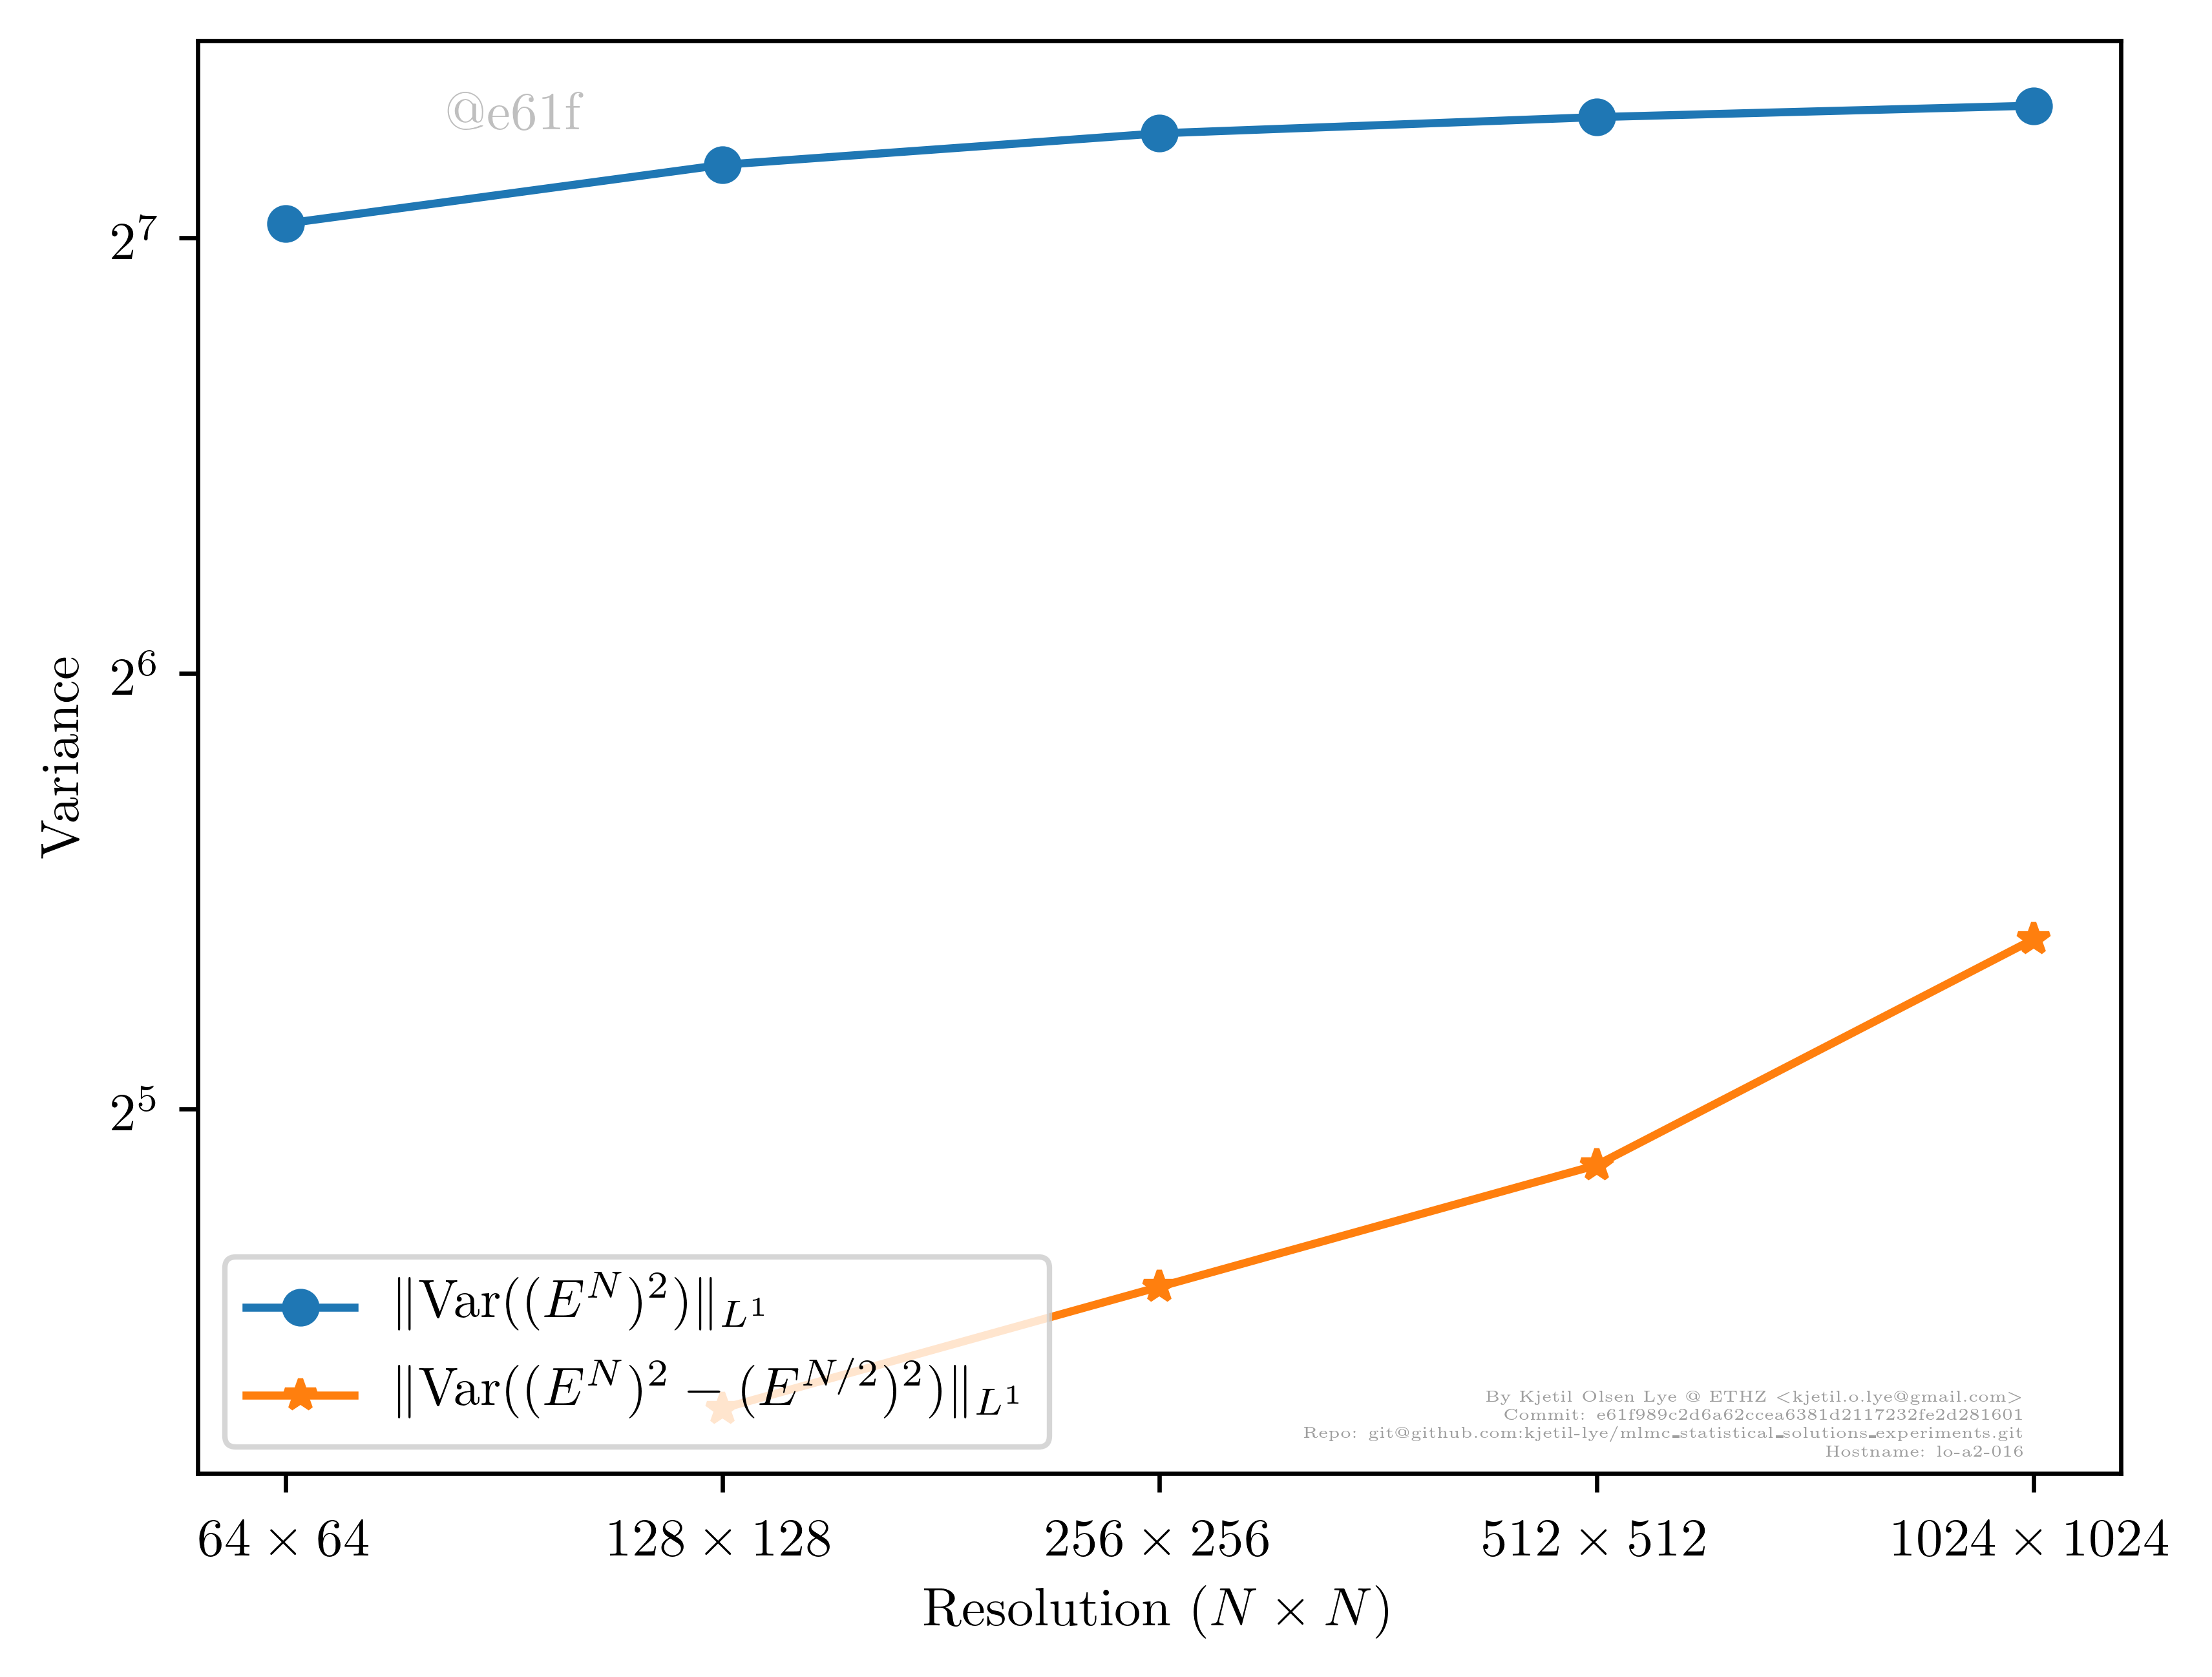 @e61f
2^7
2^6
2^5
Variance
‖Var((E^N)^2)‖_{L^1}
‖Var((E^N)^2 − (E^{N/2})^2)‖_{L^1}
By Kjetil Olsen Lye @ ETHZ <kjetil.o.lye@gmail.com>
Commit: e61f989c2d6a62ccea6381d2117232fe2d281601
Repo: git@github.com:kjetil-lye/mlmc_statistical_solutions_experiments.git
Hostname: lo-a2-016
64 × 64 128 × 128 256 × 256 512 × 512 1024 × 1024
Resolution (N × N)